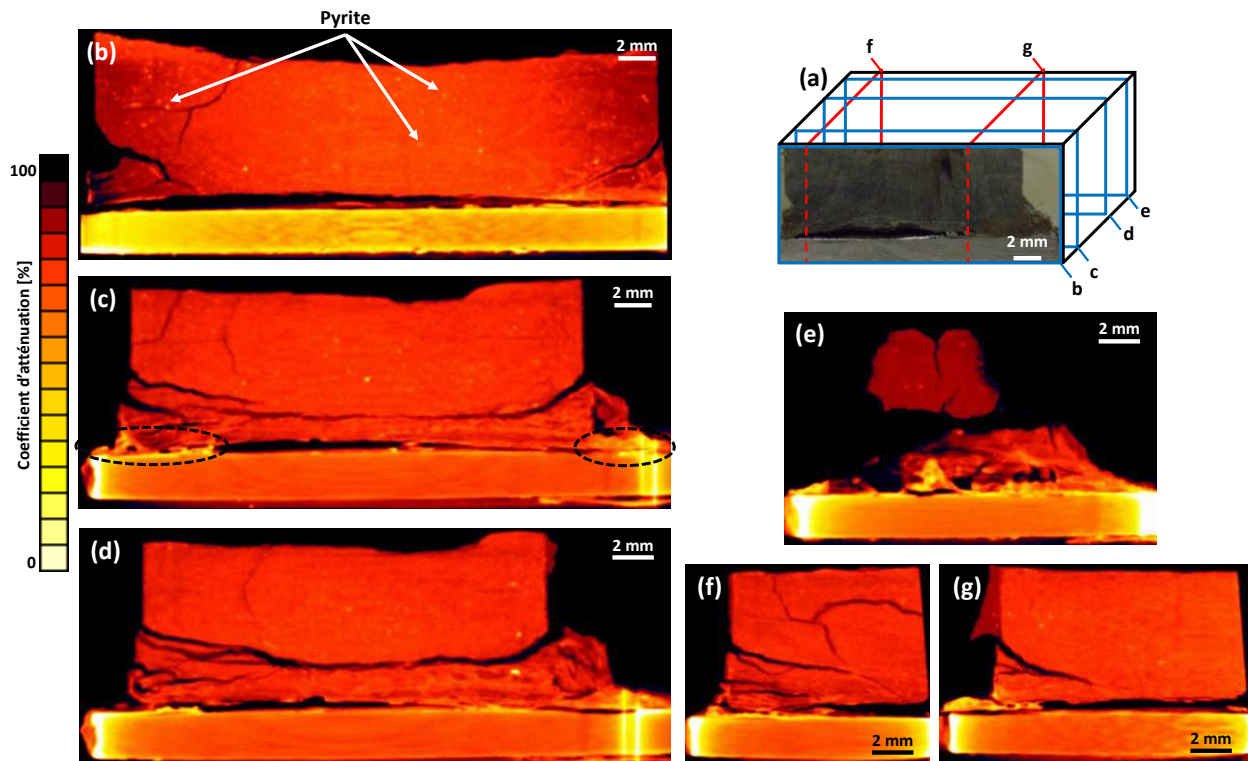 Pyrite
(b)
2 mm
f
g
(a)
2 mm
e
d
c
b
100
Coefficient d'atténuation [%]
0
(c)
2 mm
(e)
2 mm
(d)
2 mm
(f)
2 mm
(g)
2 mm